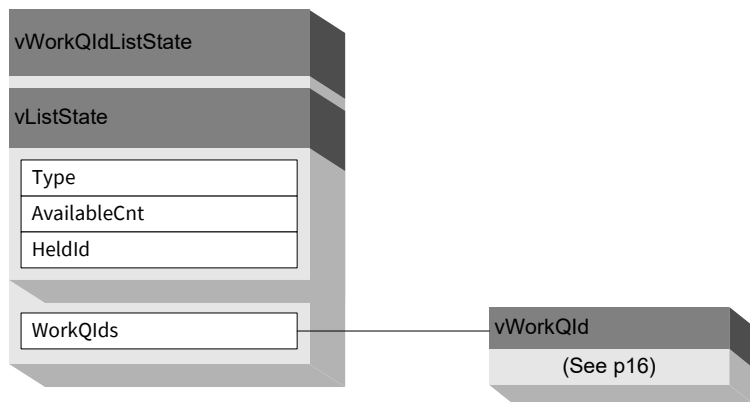 vWorkQIdListState
vListState
Type
AvailableCnt
HeldId
WorkQIds
vWorkQId
(See p16)